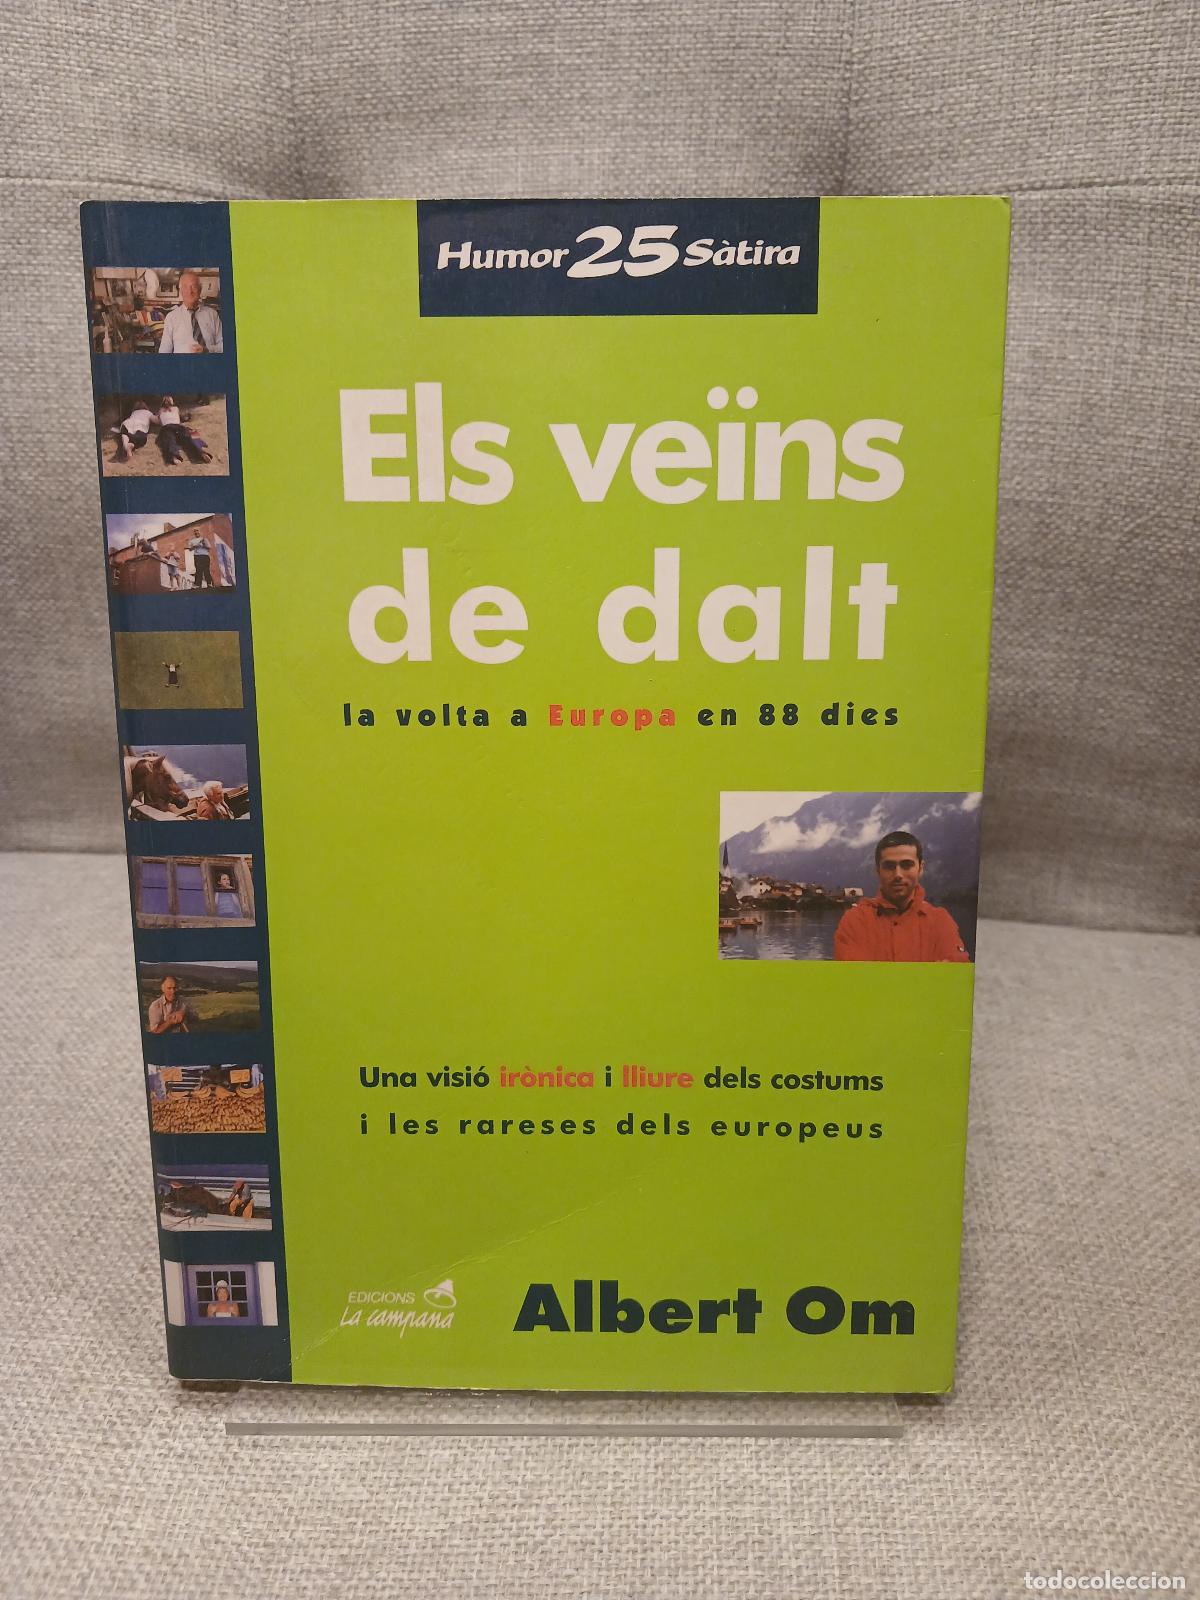 Humor 25 Sàtira
Els veïns
de dalt
la volta a Europa en 88 dies
Una visió irònica i lliure dels costums
i les rareses dels europeus
EDICIONS
La campana
Albert Om
todocoleccion